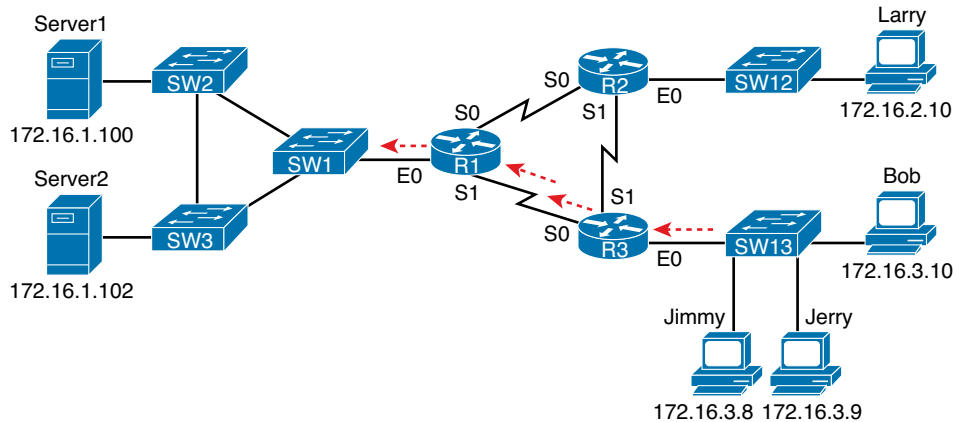 Server1
SW2
172.16.1.100
Server2
SW3
172.16.1.102
SW1
E0
R1
S0
S1
S0
R2
S1
E0
SW12
Larry
172.16.2.10
S1
S0
R3
E0
SW13
Bob
172.16.3.10
Jimmy
172.16.3.8
Jerry
172.16.3.9